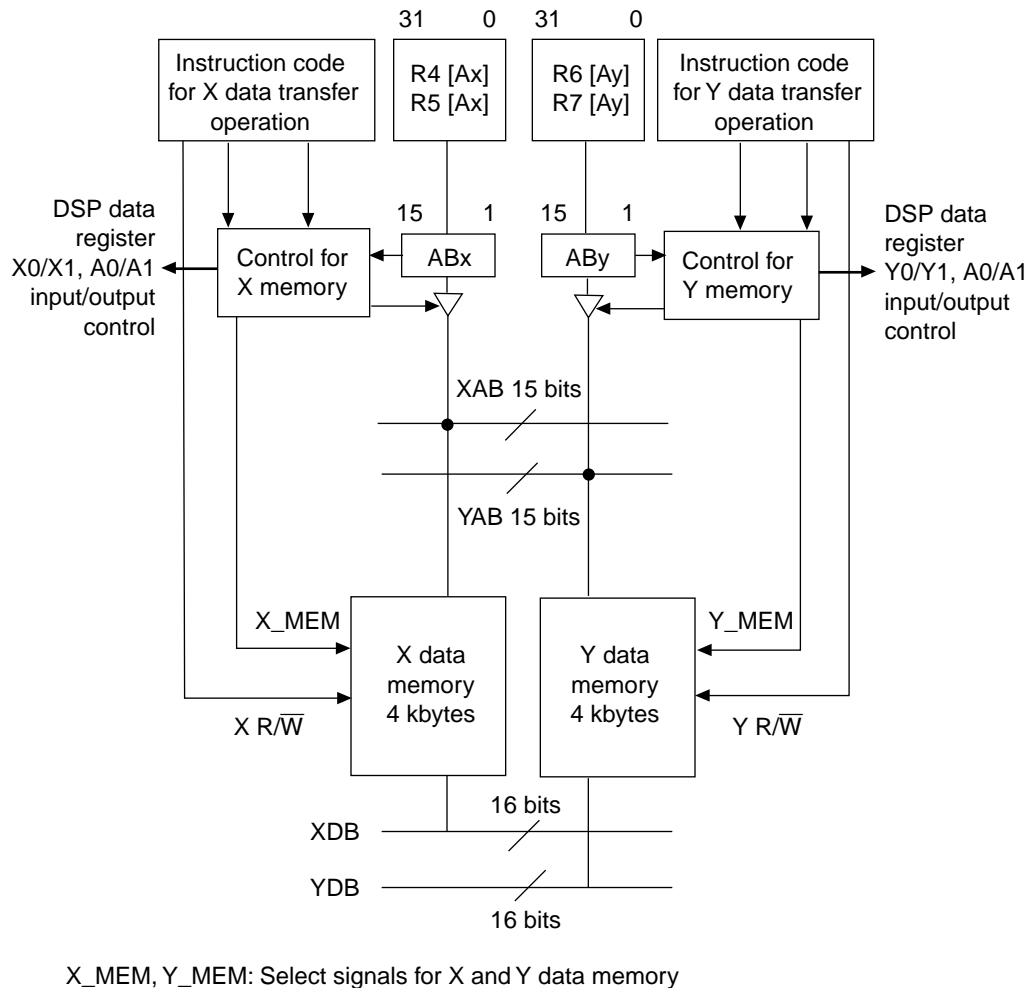 31 0 31 0
Instruction code
for X data transfer
operation
R4 [Ax]
R5 [Ax]
R6 [Ay]
R7 [Ay]
Instruction code
for Y data transfer
operation
DSP data
register
X0/X1, A0/A1
input/output
control
Control for
X memory
15 1
ABx
15 1
ABy
Control for
Y memory
DSP data
register
Y0/Y1, A0/A1
input/output
control
XAB 15 bits
YAB 15 bits
X_MEM
Y_MEM
X data
memory
4 kbytes
Y data
memory
4 kbytes
X R/W̅
Y R/W̅
16 bits
XDB
YDB
16 bits
X_MEM, Y_MEM: Select signals for X and Y data memory